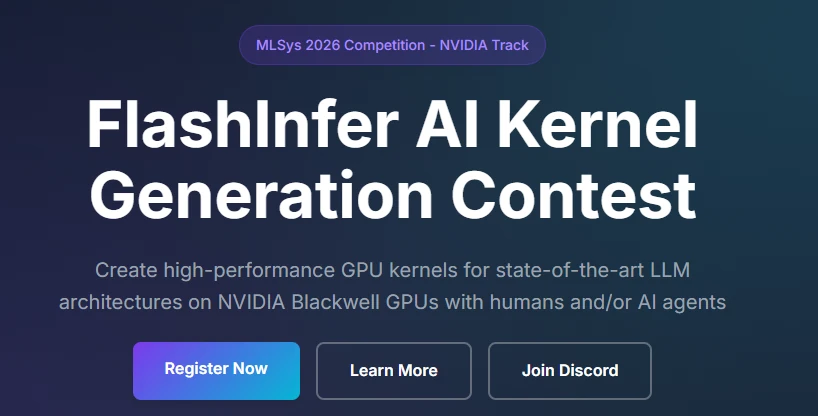 MLSys 2026 Competition - NVIDIA Track
FlashInfer AI Kernel
Generation Contest
Create high-performance GPU kernels for state-of-the-art LLM
architectures on NVIDIA Blackwell GPUs with humans and/or AI agents
Register Now
Learn More
Join Discord